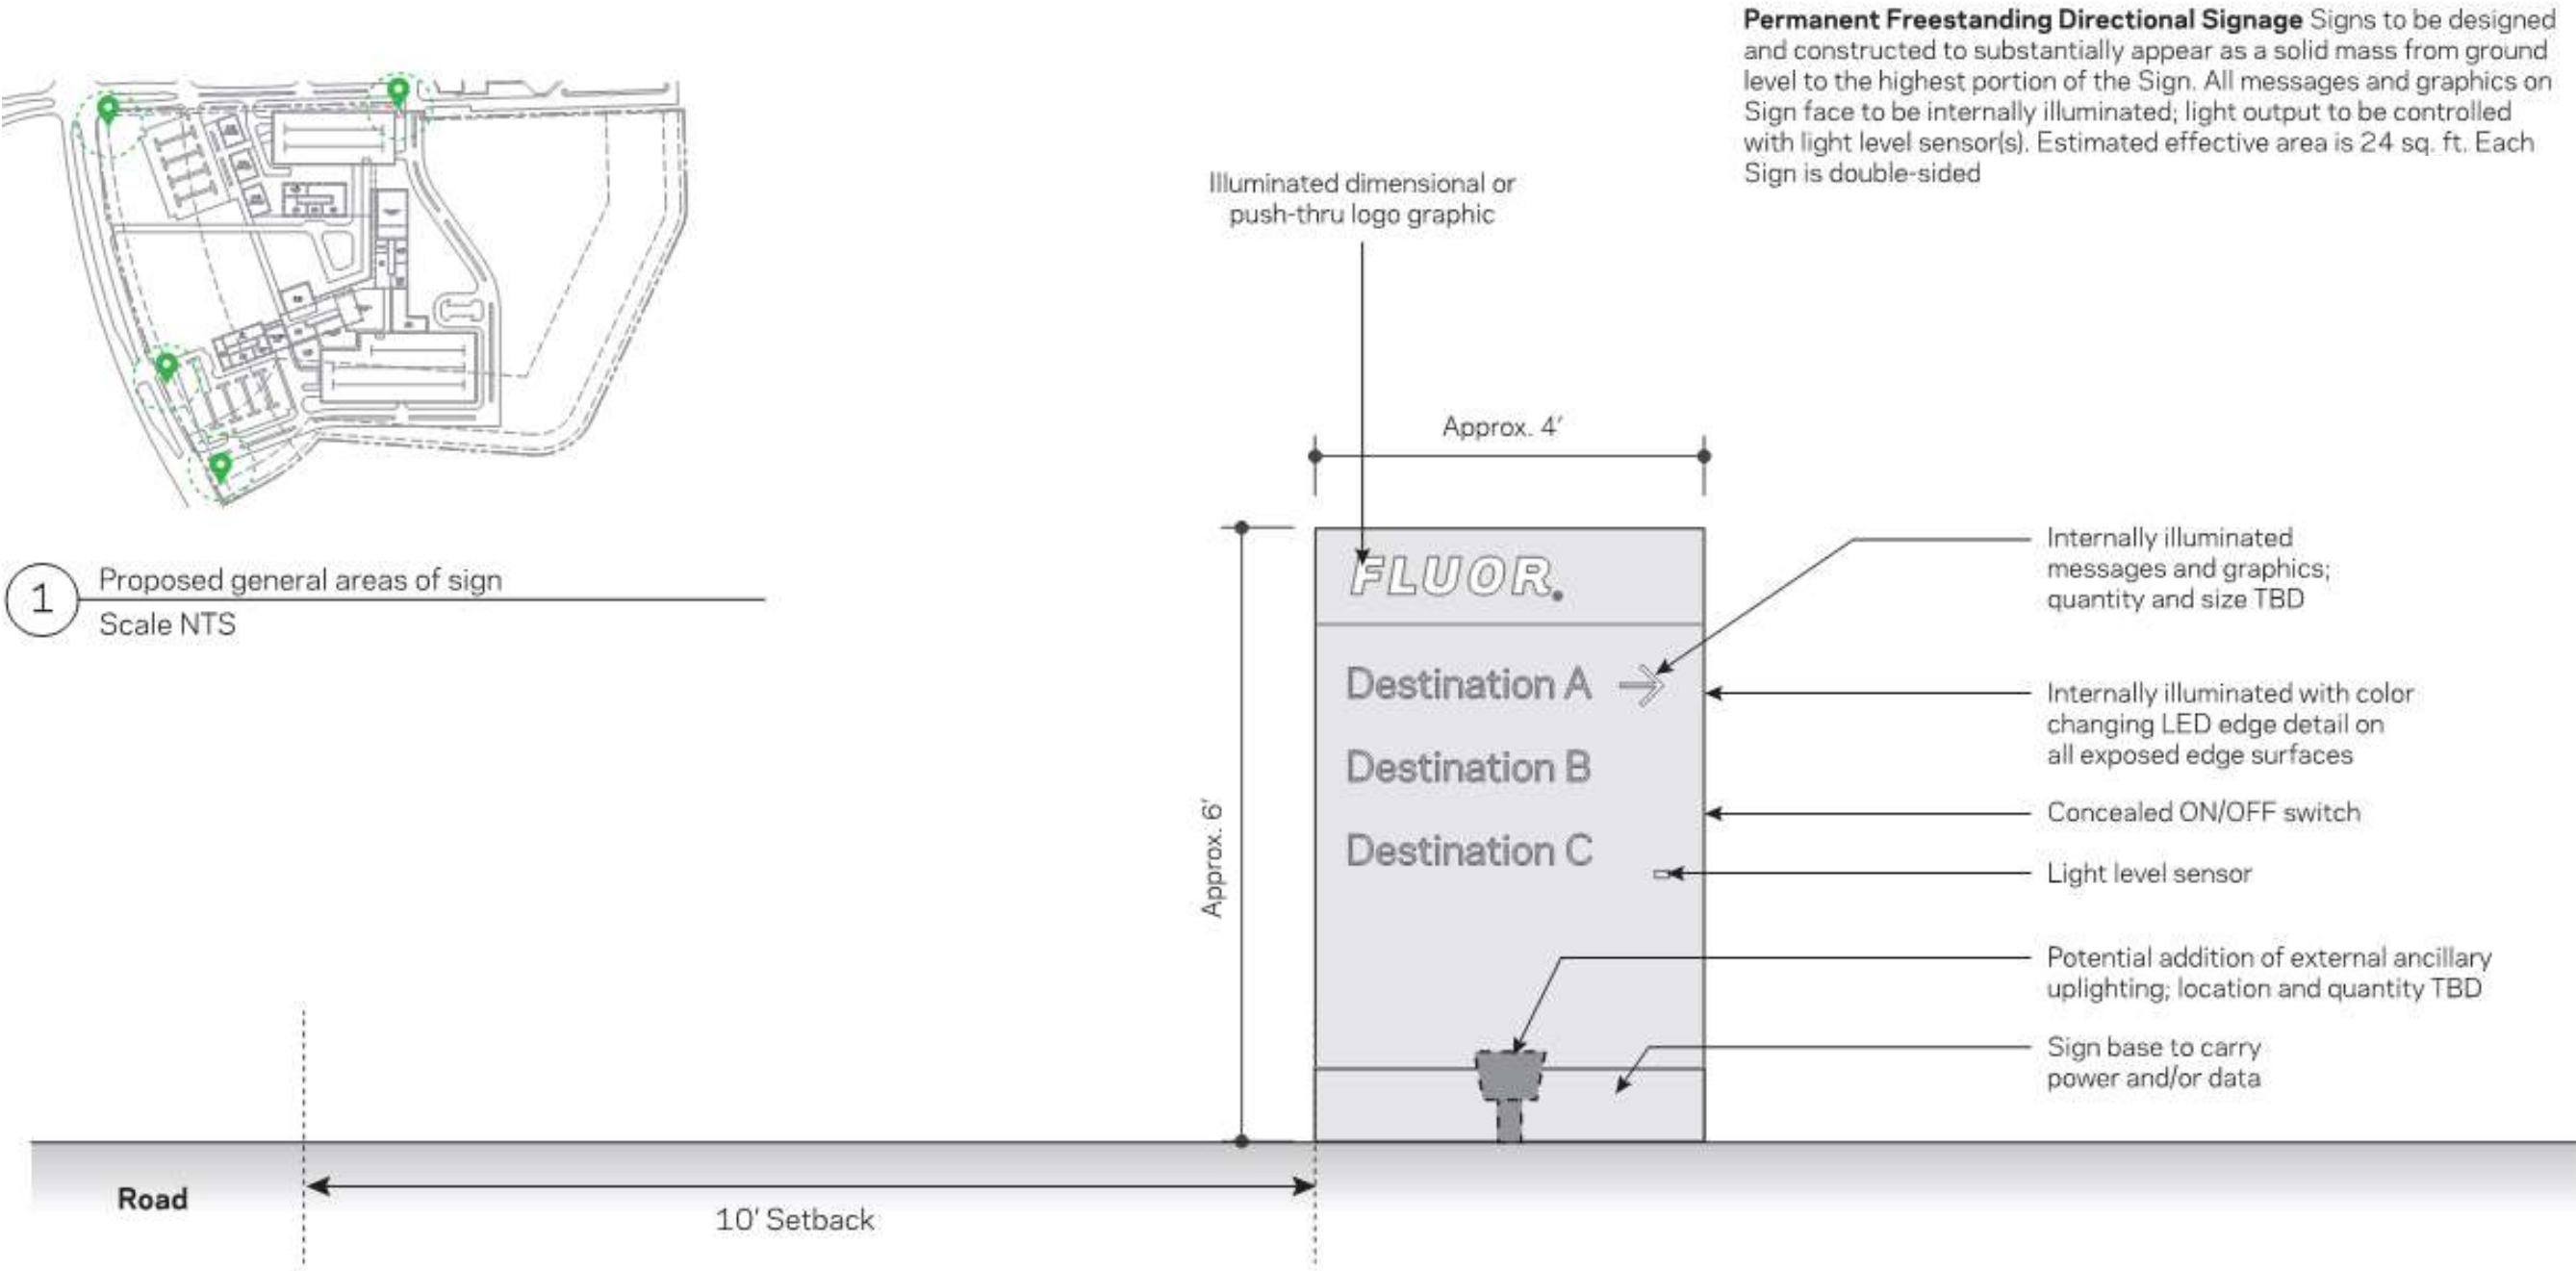 Permanent Freestanding Directional Signage Signs to be designed
and constructed to substantially appear as a solid mass from ground
level to the highest portion of the Sign. All messages and graphics on
Sign face to be internally illuminated; light output to be controlled
with light level sensor(s). Estimated effective area is 24 sq. ft. Each
Sign is double-sided
Illuminated dimensional or
push-thru logo graphic
Approx. 4'
1
Proposed general areas of sign
Scale NTS
FLUOR.
Destination A
Destination B
Destination C
Approx. 6'
Internally illuminated
messages and graphics;
quantity and size TBD
Internally illuminated with color
changing LED edge detail on
all exposed edge surfaces
Concealed ON/OFF switch
Light level sensor
Potential addition of external ancillary
uplighting; location and quantity TBD
Sign base to carry
power and/or data
Road
10' Setback